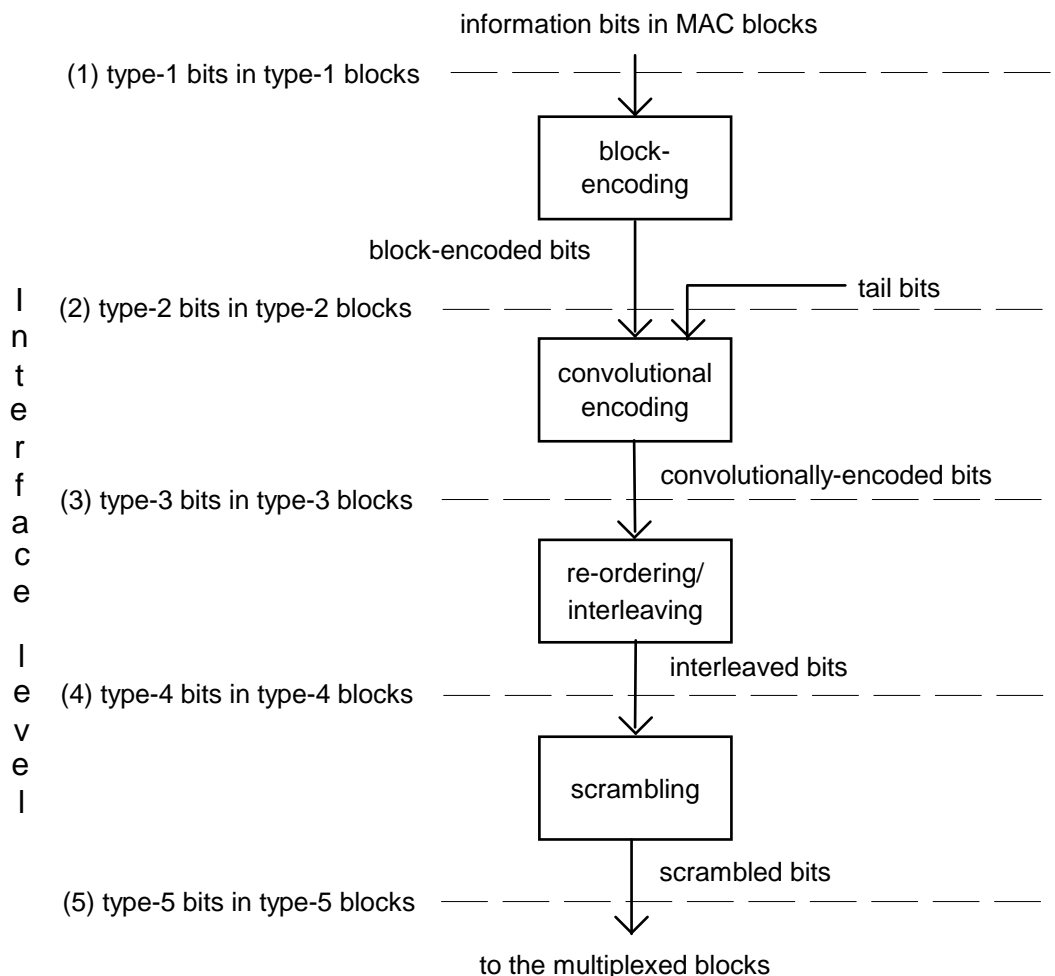 information bits in MAC blocks
(1) type-1 bits in type-1 blocks
block-
encoding
block-encoded bits
tail bits
(2) type-2 bits in type-2 blocks
convolutional
encoding
convolutionally-encoded bits
(3) type-3 bits in type-3 blocks
re-ordering/
interleaving
interleaved bits
(4) type-4 bits in type-4 blocks
scrambling
scrambled bits
(5) type-5 bits in type-5 blocks
to the multiplexed blocks
Interface level